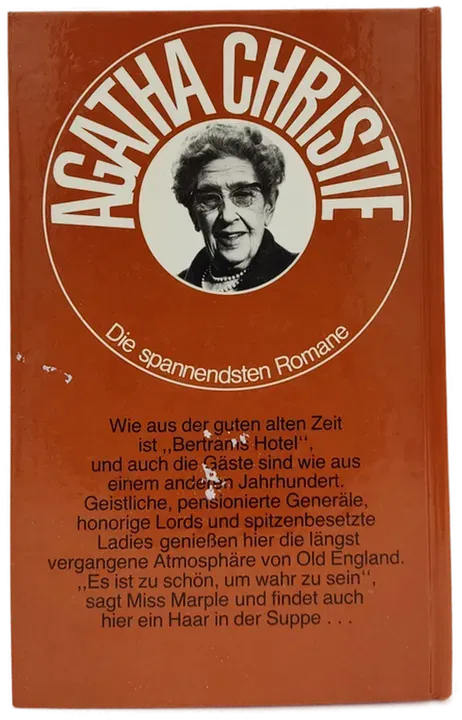 AGATHA CHRISTIE
Die spannendsten Romane
Wie aus der guten alten Zeit
ist ,,Bertrams Hotel",
und auch die Gäste sind wie aus
einem anderen Jahrhundert.
Geistliche, pensionierte Generäle,
honorige Lords und spitzenbesetzte
Ladies genießen hier die längst
vergangene Atmosphäre von Old England.
,,Es ist zu schön, um wahr zu sein",
sagt Miss Marple und findet auch
hier ein Haar in der Suppe . . .